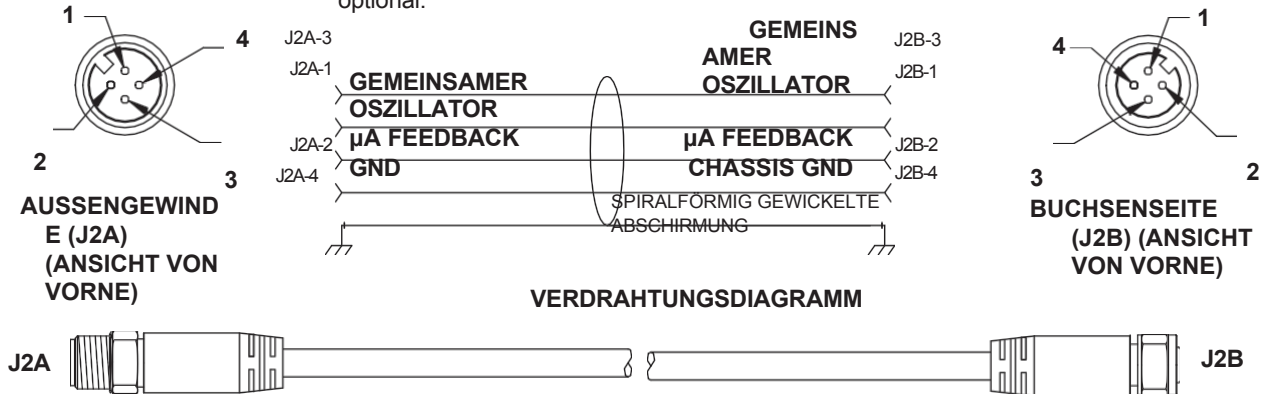 optional.
1
4
2
3
AUSSENGEWIND
E (J2A)
(ANSICHT VON
VORNE)
J2A-3
J2A-1
J2A-2
J2A-4
GEMEINSAMER
OSZILLATOR
µA FEEDBACK
GND
GEMEINS
AMER
OSZILLATOR
µA FEEDBACK
CHASSIS GND
SPIRALFÖRMIG GEWICKELTE
ABSCHIRMUNG
J2B-3
J2B-1
J2B-2
J2B-4
1
4
3
2
BUCHSENSEITE
(J2B) (ANSICHT
VON VORNE)
VERDRAHTUNGSDIAGRAMM
J2A
J2B